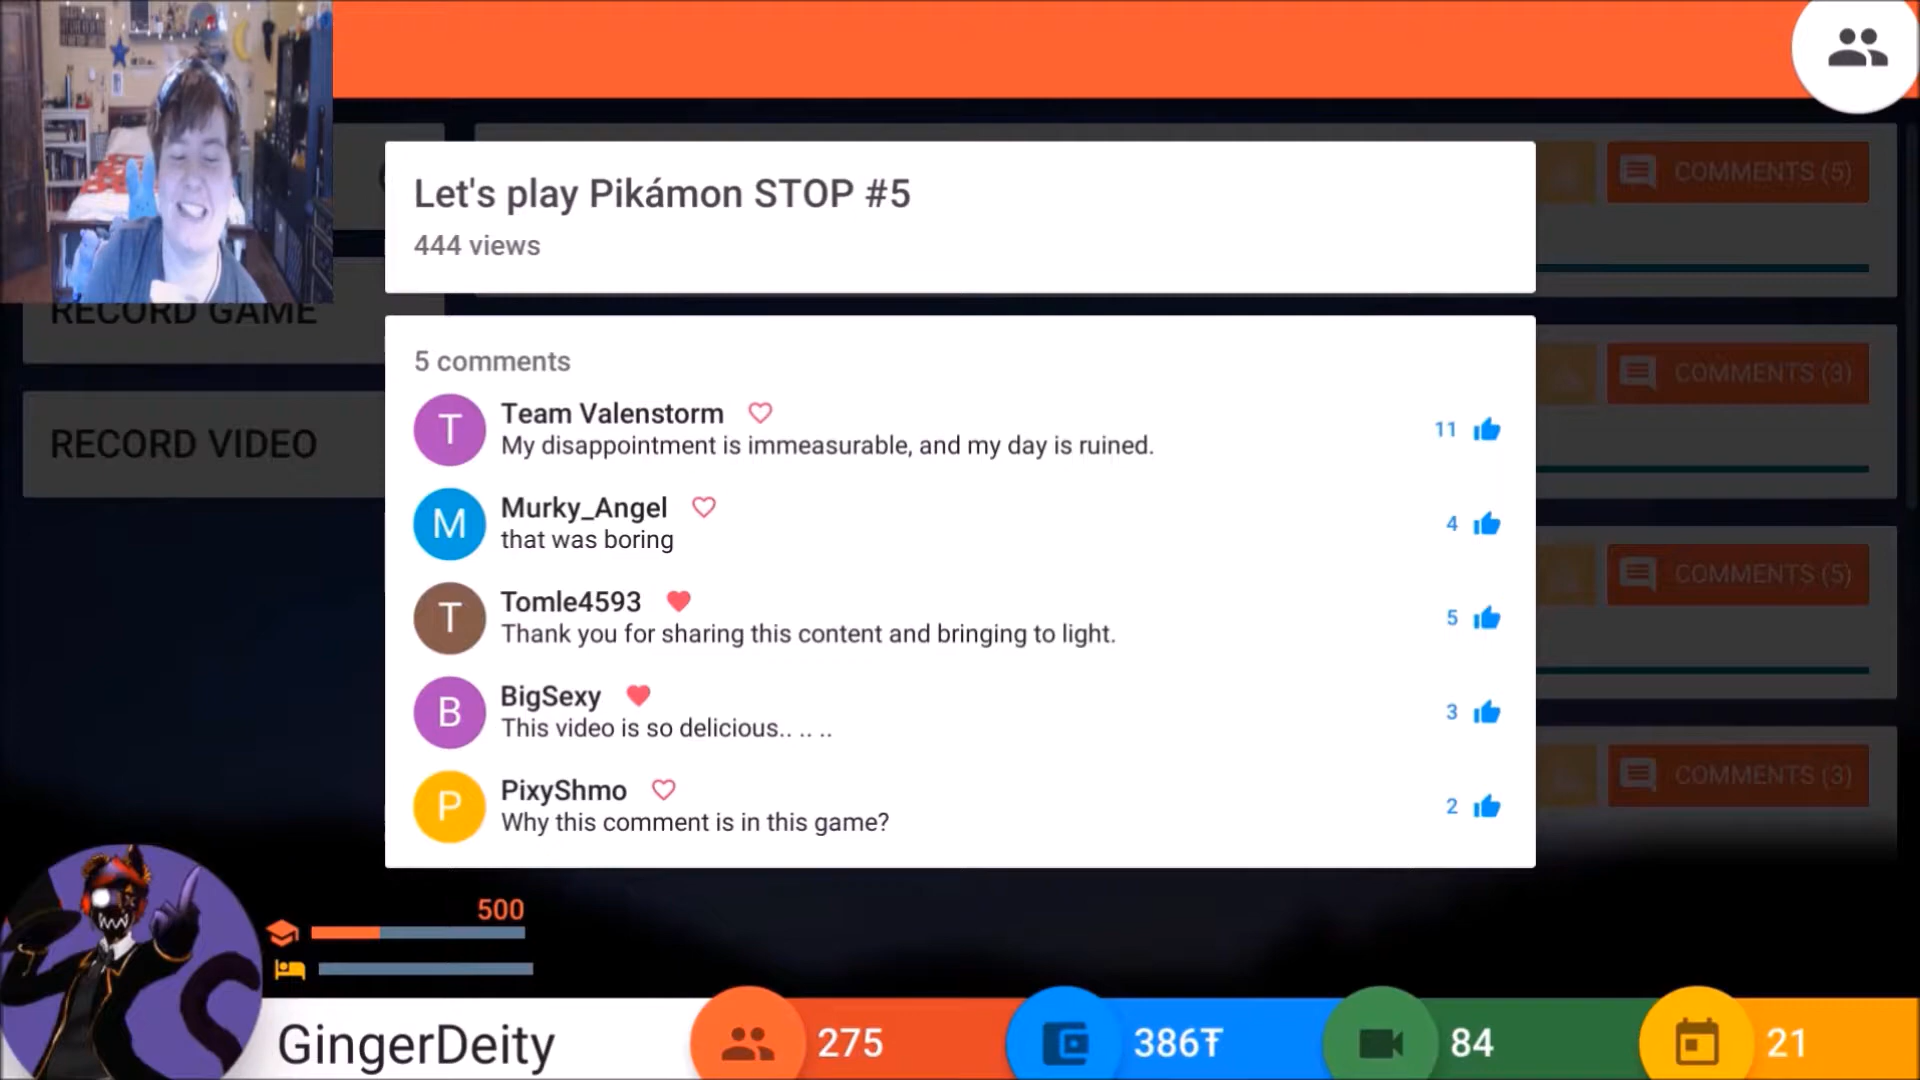 COMMENTS (5)
Let's play Pikámon STOP #5
444 views
RECORD GAME
5 comments
T
Team Valenstorm
My disappointment is immeasurable, and my day is ruined.
11
COMMENTS (3)
RECORD VIDEO
M
Murky_Angel
that was boring
4
T
Tomle4593
Thank you for sharing this content and bringing to light.
5
COMMENTS (5)
B
BigSexy
This video is so delicious.. .. ..
3
P
PixyShmo
Why this comment is in this game?
2
COMMENTS (3)
500
GingerDeity
275
386Ŧ
84
21